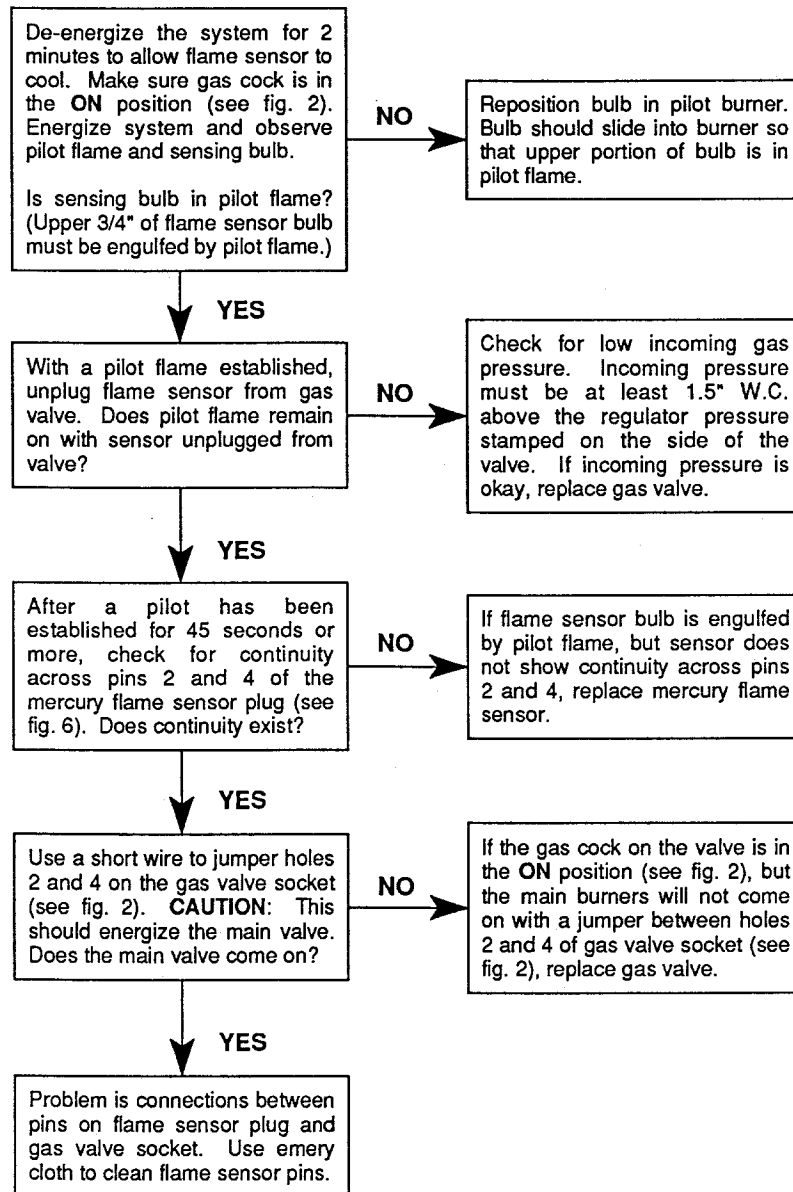 De-energize the system for 2
minutes to allow flame sensor to
cool. Make sure gas cock is in
the ON position (see fig. 2).
Energize system and observe
pilot flame and sensing bulb.
Is sensing bulb in pilot flame?
(Upper 3/4" of flame sensor bulb
must be engulfed by pilot flame.)
NO
Reposition bulb in pilot burner.
Bulb should slide into burner so
that upper portion of bulb is in
pilot flame.
YES
With a pilot flame established,
unplug flame sensor from gas
valve. Does pilot flame remain
on with sensor unplugged from
valve?
NO
Check for low incoming gas
pressure. Incoming pressure
must be at least 1.5" W.C.
above the regulator pressure
stamped on the side of the
valve. If incoming pressure is
okay, replace gas valve.
YES
After a pilot has been
established for 45 seconds or
more, check for continuity
across pins 2 and 4 of the
mercury flame sensor plug (see
fig. 6). Does continuity exist?
NO
If flame sensor bulb is engulfed
by pilot flame, but sensor does
not show continuity across pins
2 and 4, replace mercury flame
sensor.
YES
Use a short wire to jumper holes
2 and 4 on the gas valve socket
(see fig. 2). CAUTION: This
should energize the main valve.
Does the main valve come on?
NO
If the gas cock on the valve is in
the ON position (see fig. 2), but
the main burners will not come
on with a jumper between holes
2 and 4 of gas valve socket (see
fig. 2), replace gas valve.
YES
Problem is connections between
pins on flame sensor plug and
gas valve socket. Use emery
cloth to clean flame sensor pins.